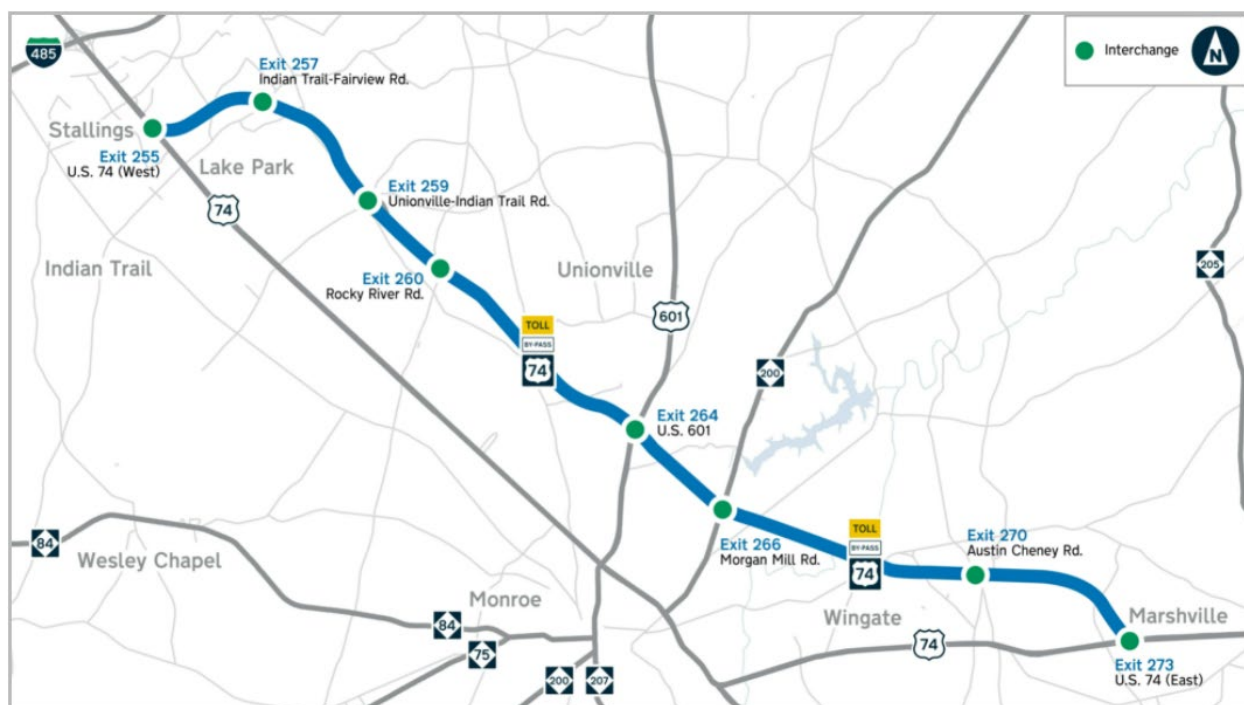 485
Exit 257
Indian Trail-Fairview Rd.
Interchange
N
Stallings
Exit 255
U.S. 74 (West)
Lake Park
74
Exit 259
Unionville-Indian Trail Rd.
Indian Trail
Exit 260
Rocky River Rd.
Unionville
205
TOLL
BY-PASS
74
601
200
Exit 264
U.S. 601
84
Wesley Chapel
Exit 266
Morgan Mill Rd.
TOLL
BY-PASS
74
Exit 270
Austin Cheney Rd.
Monroe
84
75
200
207
Wingate
74
Marshville
Exit 273
U.S. 74 (East)